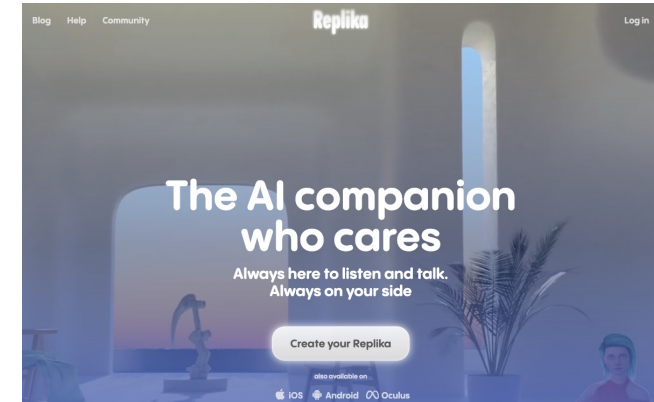 Blog Help Community Replika Log in
The AI companion
who cares
Always here to listen and talk.
Always on your side
Create your Replika
also available on
iOS Android Oculus